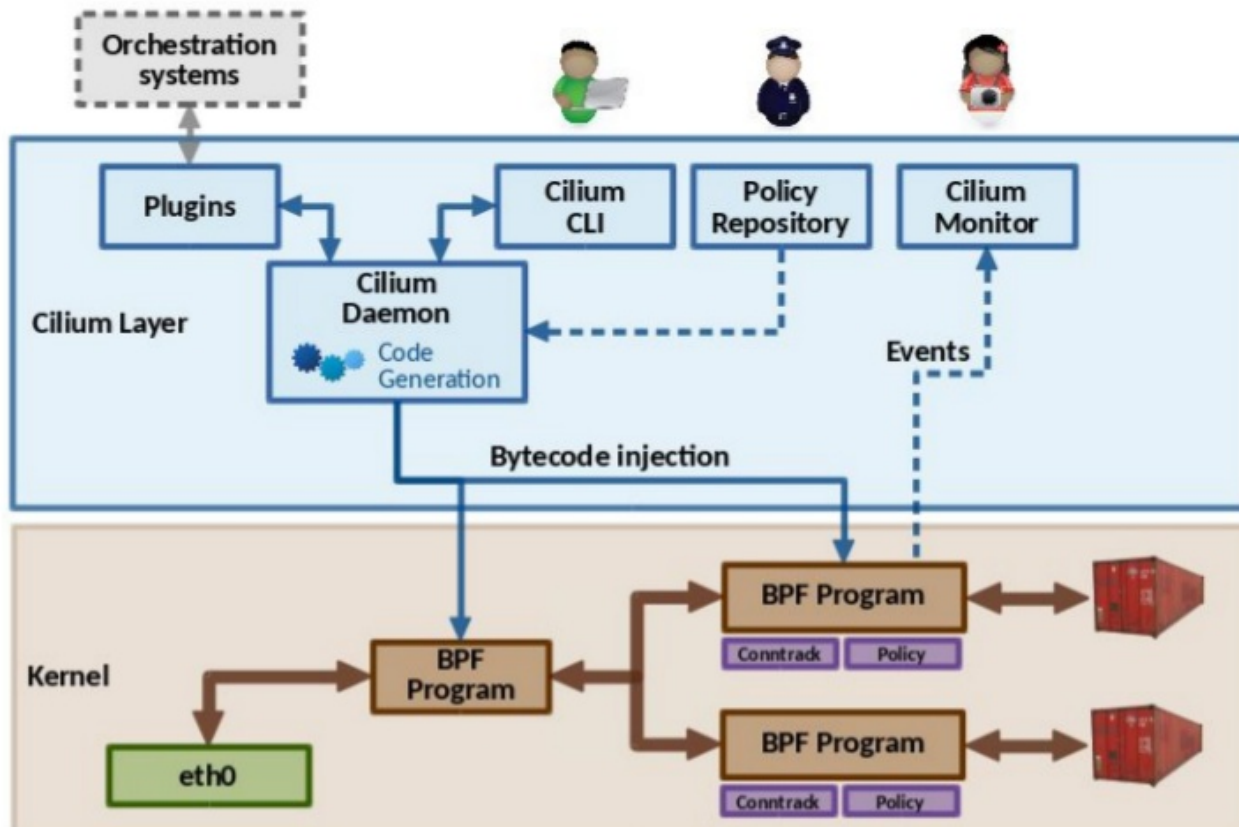 Orchestration
systems
Plugins
Cilium
CLI
Policy
Repository
Cilium
Monitor
Cilium
Daemon
Code
Generation
Cilium Layer
Events
Bytecode injection
BPF Program
Conntrack
Policy
BPF
Program
Kernel
BPF Program
Conntrack
Policy
eth0